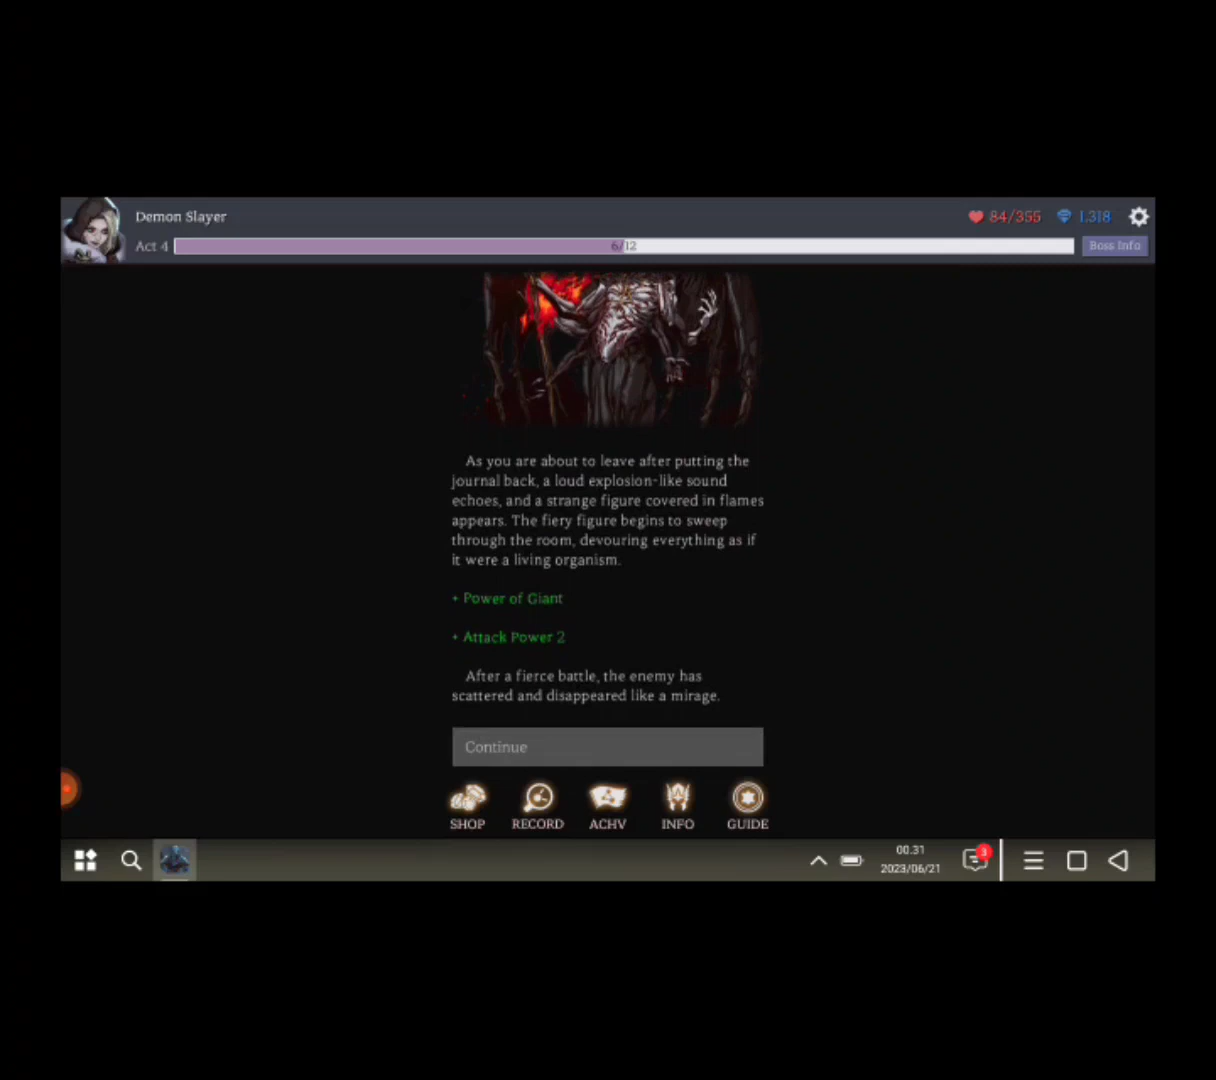 Demon Slayer
84/355
1,318
Act 4
6/12
Boss Info
As you are about to leave after putting the
journal back, a loud explosion-like sound
echoes, and a strange figure covered in flames
appears. The fiery figure begins to sweep
through the room, devouring everything as if
it were a living organism.
+ Power of Giant
+ Attack Power 2
After a fierce battle, the enemy has
scattered and disappeared like a mirage.
Continue
SHOP
RECORD
ACHV
INFO
GUIDE
00.31
2023/06/21
3